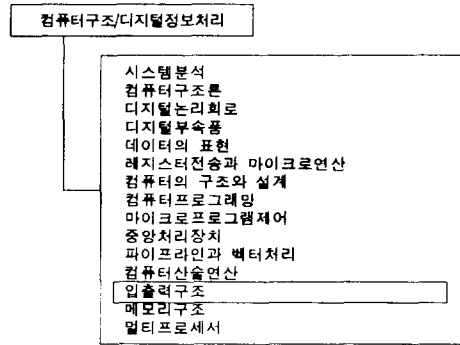 컴퓨터구조/디지털정보처리
시스템분석
컴퓨터구조론
디지털논리회로
디지털부속품
데이터의 표현
레지스터전송과 마이크로연산
컴퓨터의 구조와 설계
컴퓨터프로그래밍
마이크로프로그램제어
중앙처리장치
파이프라인과 벡터처리
컴퓨터산술연산
입출력구조
메모리구조
멀티프로세서